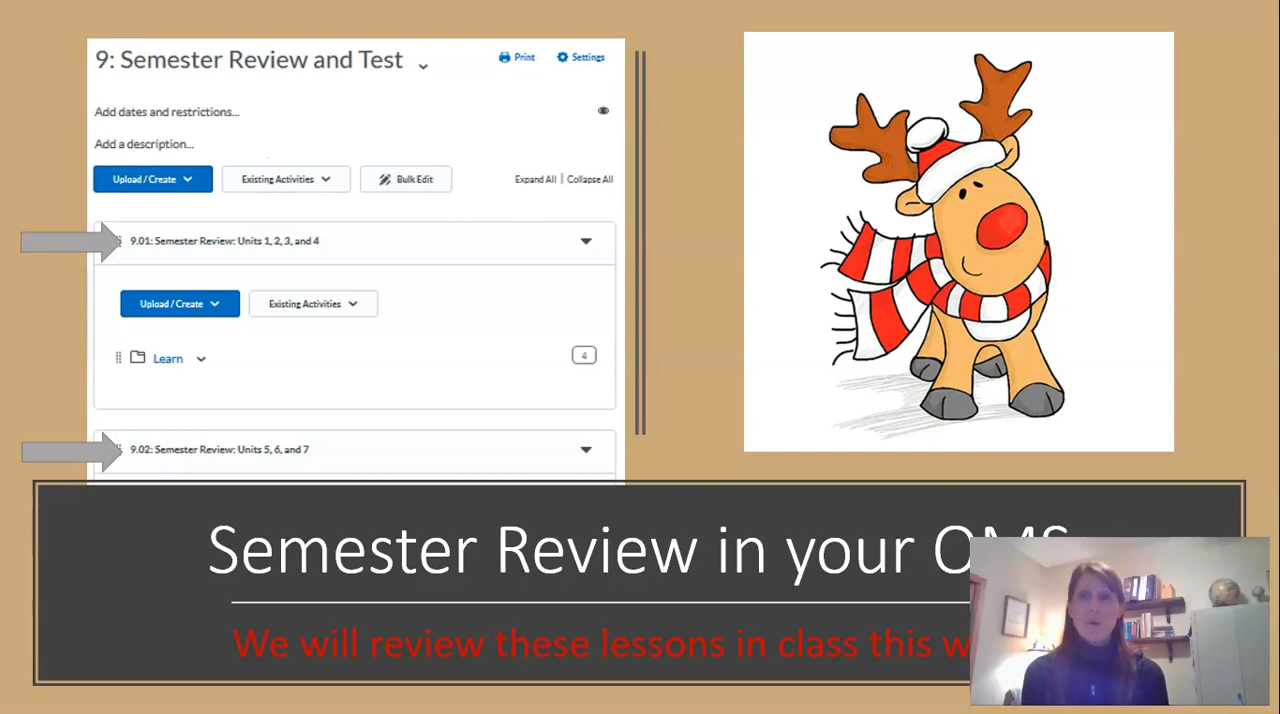 9: Semester Review and Test
Print
Settings
Add dates and restrictions...
Add a description...
Upload / Create
Existing Activities
Bulk Edit
Expand All | Collapse All
9.01: Semester Review: Units 1, 2, 3, and 4
Upload / Create
Existing Activities
Learn
4
9.02: Semester Review: Units 5, 6, and 7
Semester Review in your OMS
We will review these lessons in class this